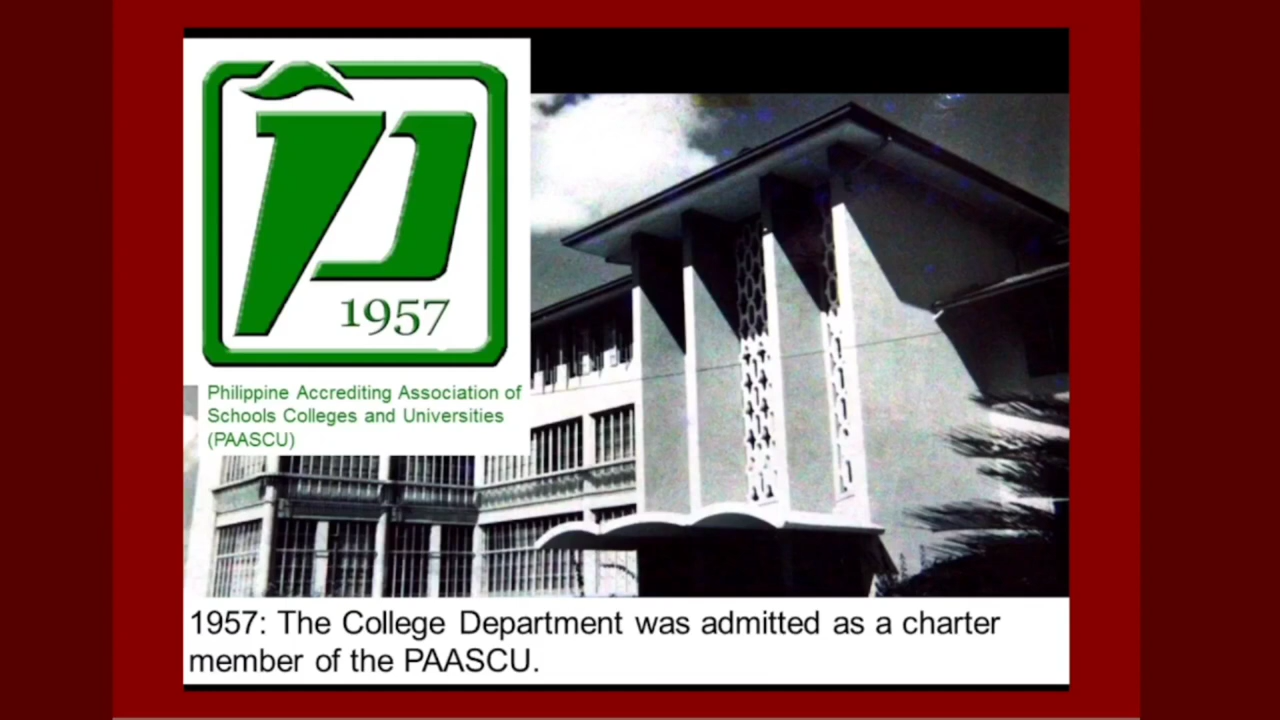 1957
Philippine Accrediting Association of
Schools Colleges and Universities
(PAASCU)
1957: The College Department was admitted as a charter
member of the PAASCU.